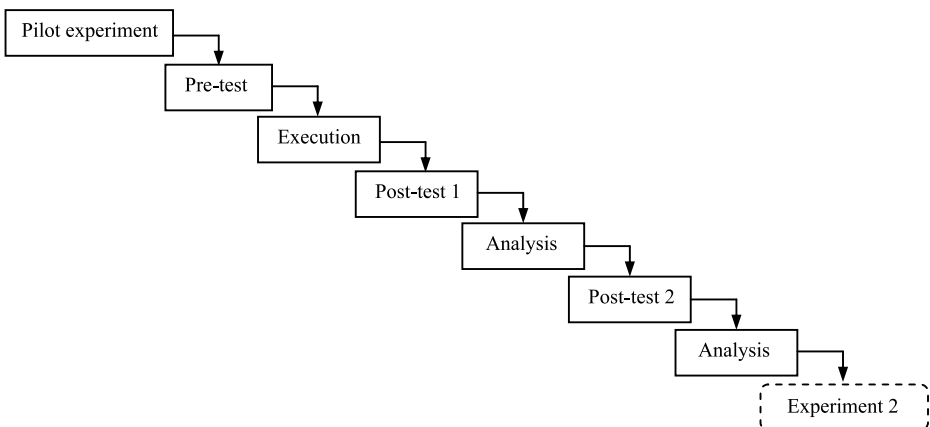 Pilot experiment
Pre-test
Execution
Post-test 1
Analysis
Post-test 2
Analysis
Experiment 2